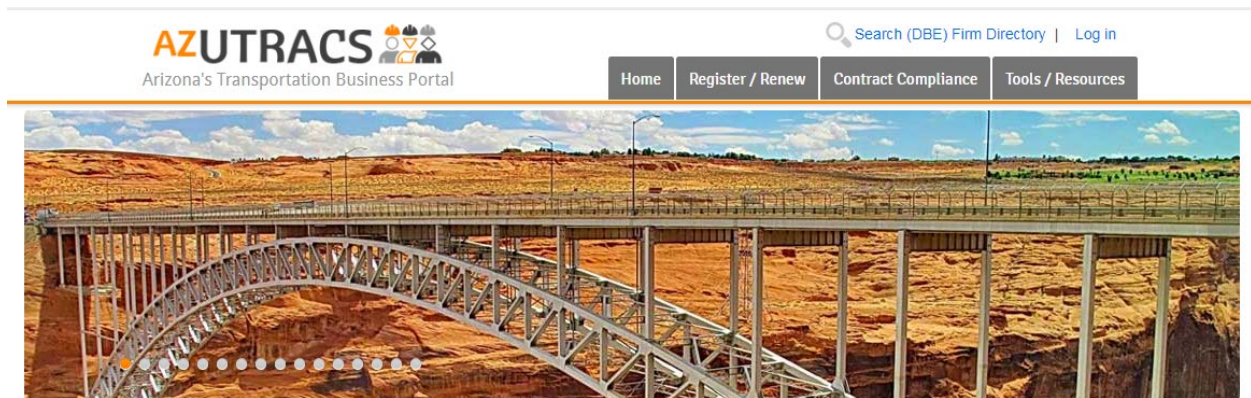 AZUTRACS
Arizona's Transportation Business Portal
Search (DBE) Firm Directory | Log in
Home Register / Renew Contract Compliance Tools / Resources